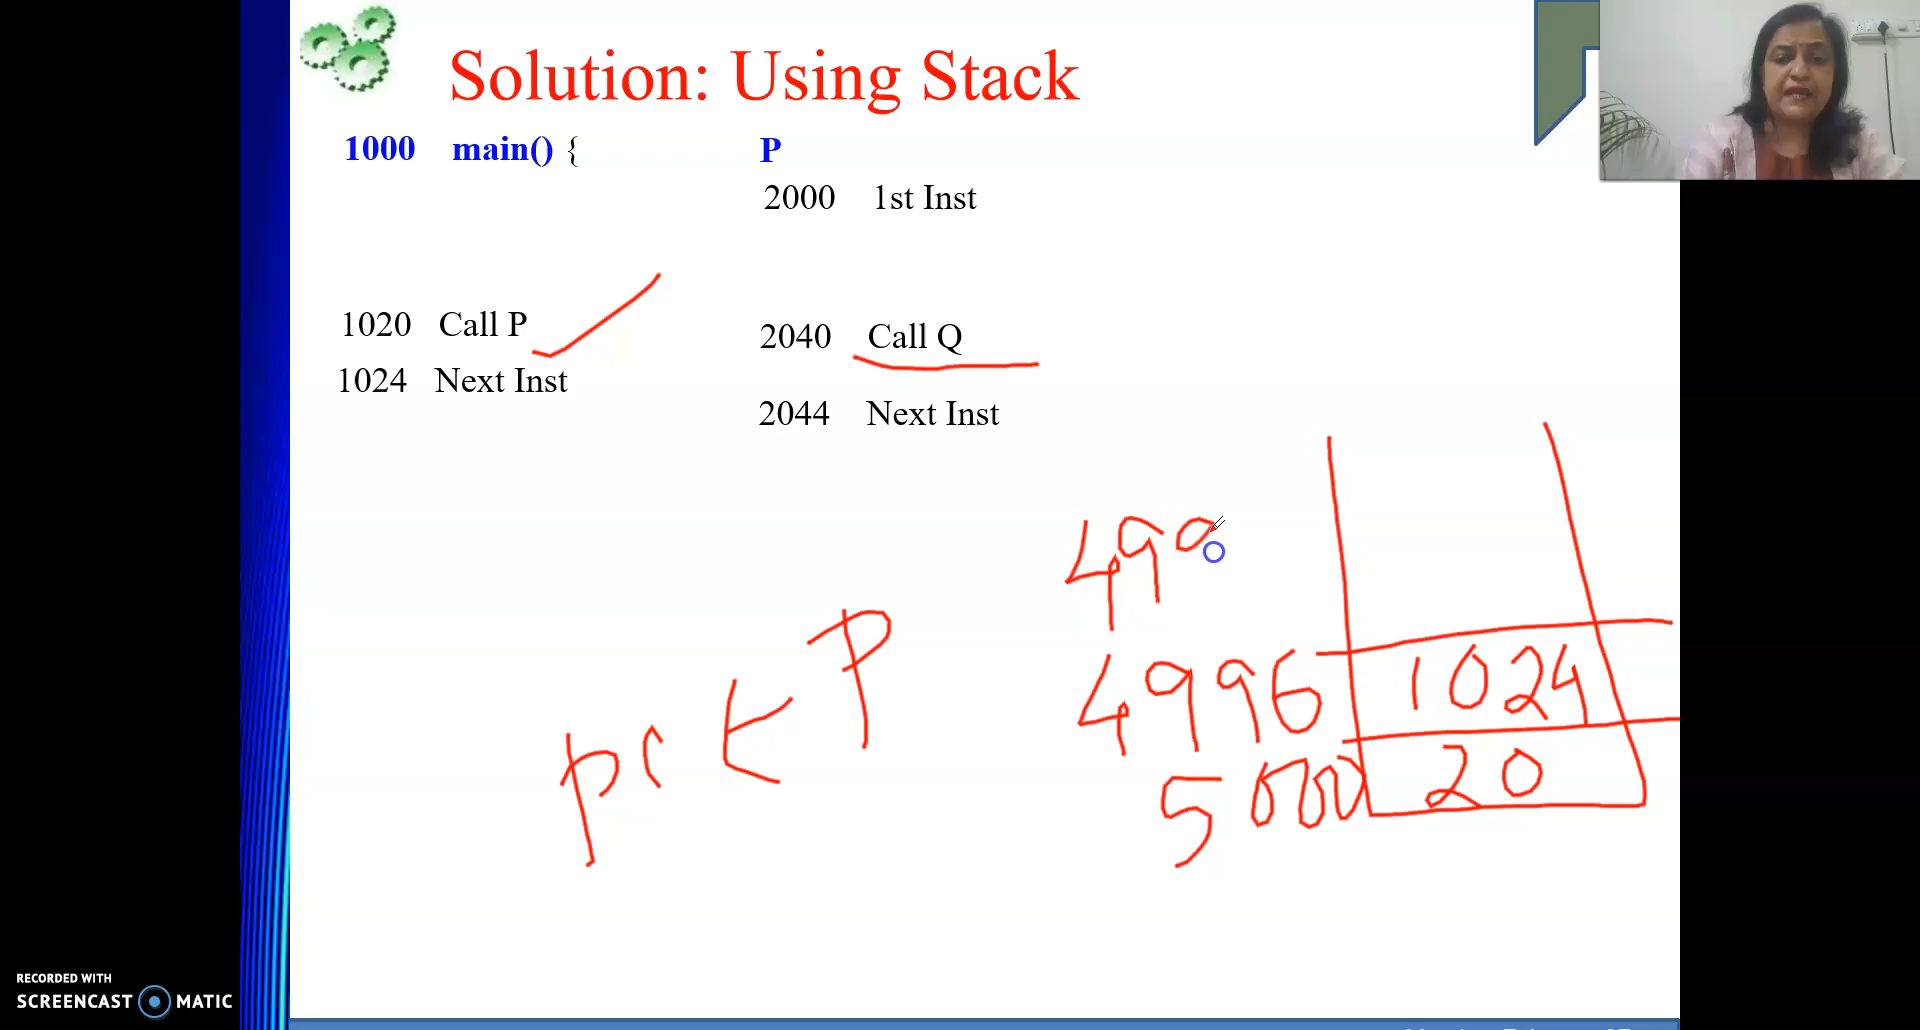 Solution: Using Stack
1000 main() {
P
2000 1st Inst
1020 Call P
2040 Call Q
1024 Next Inst
2044 Next Inst
499
4996 1024
5000 20
pc ← P
RECORDED WITH
SCREENCAST MATIC